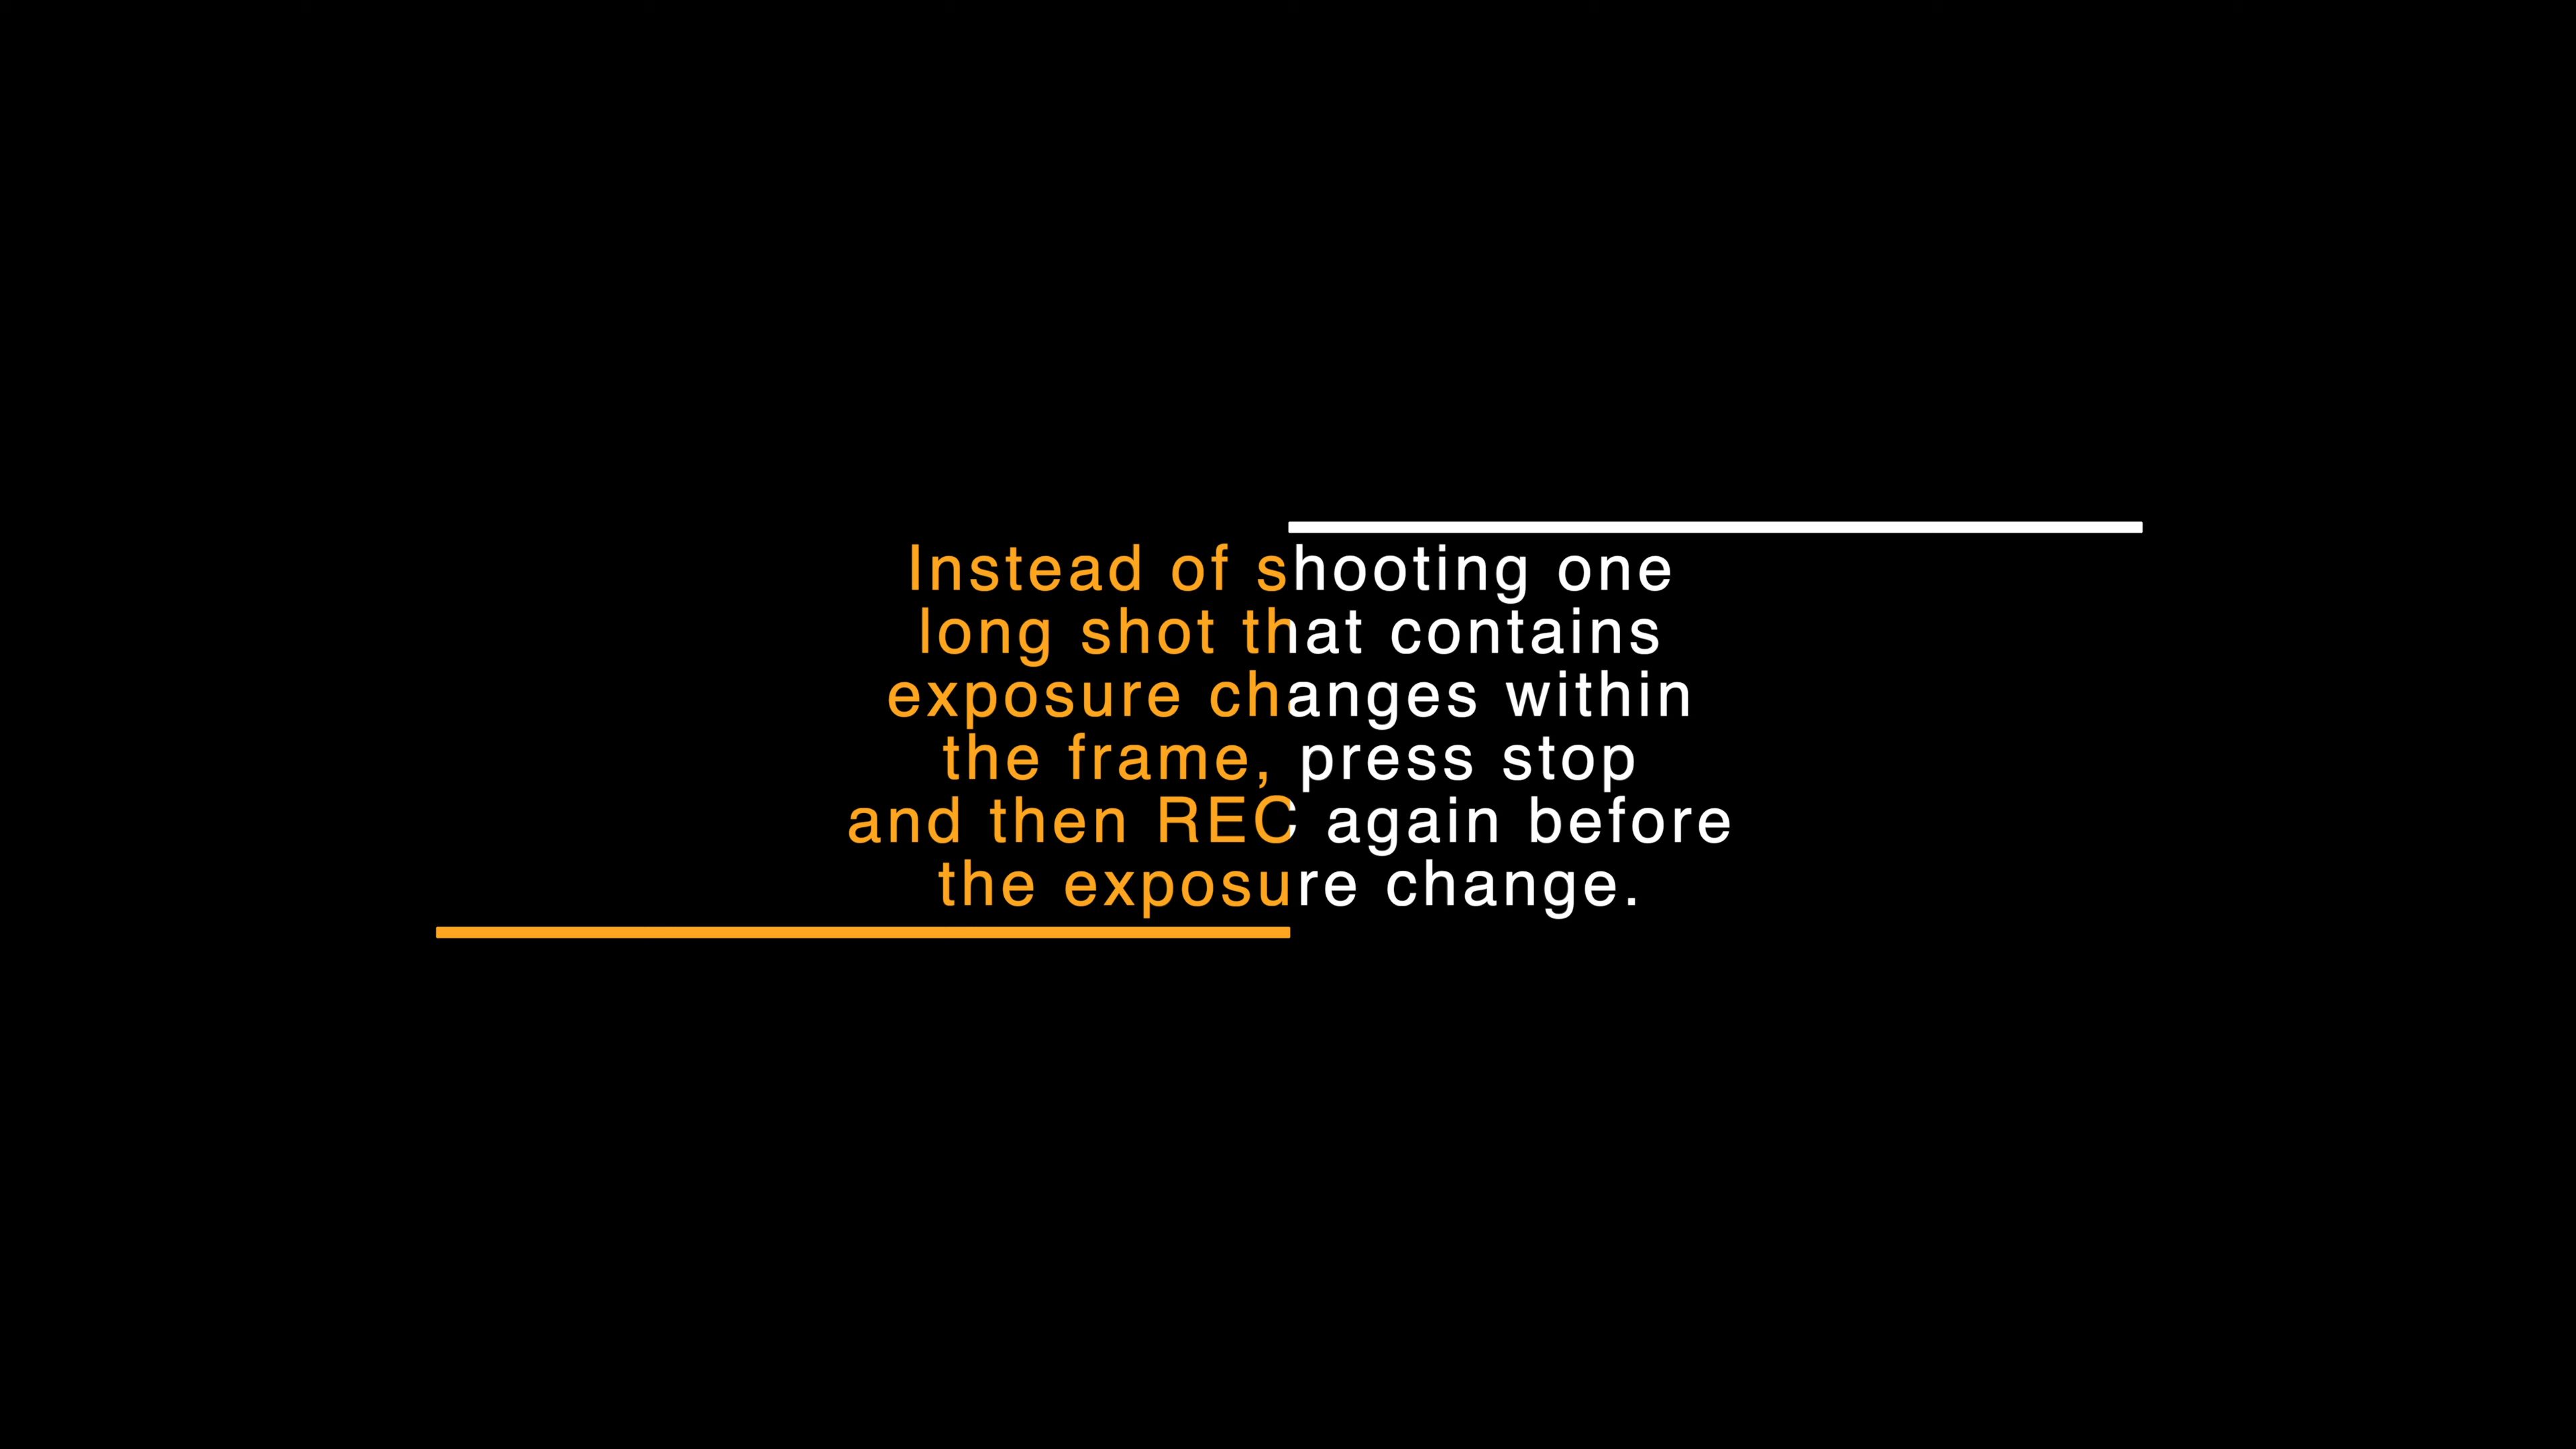 Instead of shooting one
long shot that contains
exposure changes within
the frame, press stop
and then REC again before
the exposure change.